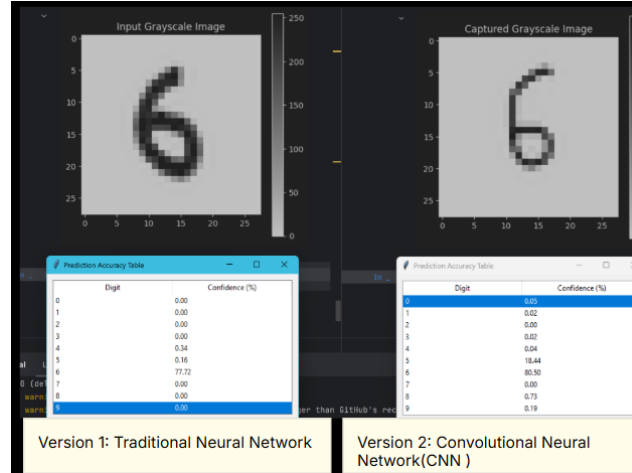 Input Grayscale Image
250
200
150
100
50
0
0
5
10
15
20
25
0 5 10 15 20 25
Captured Grayscale Image
0
5
10
15
20
25
0 5 10 15 20 25
Prediction Accuracy Table
Digit Confidence (%)
0 0.00
1 0.00
2 0.00
3 0.00
4 0.34
5 0.16
6 77.72
7 0.00
8 0.00
9 0.00
Prediction Accuracy Table
Digit Confidence (%)
0 0.05
1 0.02
2 0.00
3 0.02
4 0.04
5 18.44
6 80.50
7 0.00
8 0.73
9 0.19
In
al
0 (del
warn
warn
ger than GitHub's rec
Version 1: Traditional Neural Network
Version 2: Convolutional Neural
Network(CNN )